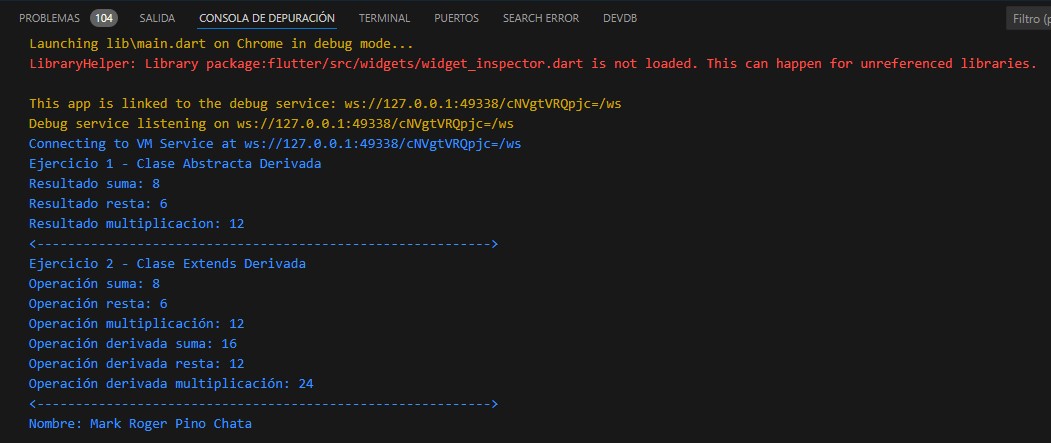 PROBLEMAS 104 SALIDA CONSOLA DE DEPURACIÓN TERMINAL PUERTOS SEARCH ERROR DEVDB Filtro (p
Launching lib\main.dart on Chrome in debug mode...
LibraryHelper: Library package:flutter/src/widgets/widget_inspector.dart is not loaded. This can happen for unreferenced libraries.
This app is linked to the debug service: ws://127.0.0.1:49338/cNVgtVRQpjc=/ws
Debug service listening on ws://127.0.0.1:49338/cNVgtVRQpjc=/ws
Connecting to VM Service at ws://127.0.0.1:49338/cNVgtVRQpjc=/ws
Ejercicio 1 - Clase Abstracta Derivada
Resultado suma: 8
Resultado resta: 6
Resultado multiplicacion: 12
<----------------------------------------------------------->
Ejercicio 2 - Clase Extends Derivada
Operación suma: 8
Operación resta: 6
Operación multiplicación: 12
Operación derivada suma: 16
Operación derivada resta: 12
Operación derivada multiplicación: 24
<----------------------------------------------------------->
Nombre: Mark Roger Pino Chata